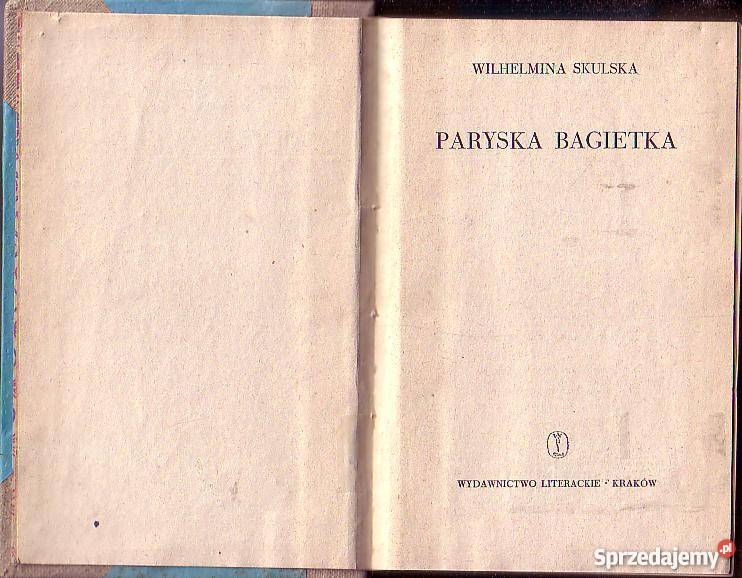 WILHELMINA SKULSKA
PARYSKA BAGIETKA
WYDAWNICTWO LITERACKIE · KRAKÓW
Sprzedajemy.pl